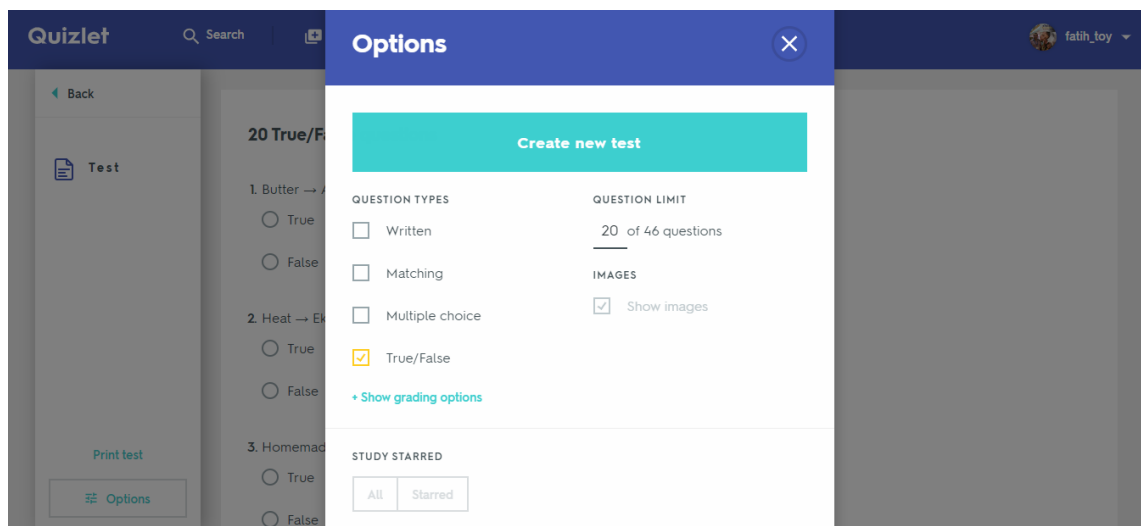 Quizlet
Search
fatih_toy
Options
Back
Test
Print test
Options
20 True/F
1. Butter →
True
False
2. Heat → Ek
True
False
3. Homemad
True
False
Create new test
QUESTION TYPES
Written
Matching
Multiple choice
True/False
+ Show grading options
QUESTION LIMIT
20 of 46 questions
IMAGES
Show images
STUDY STARRED
All Starred